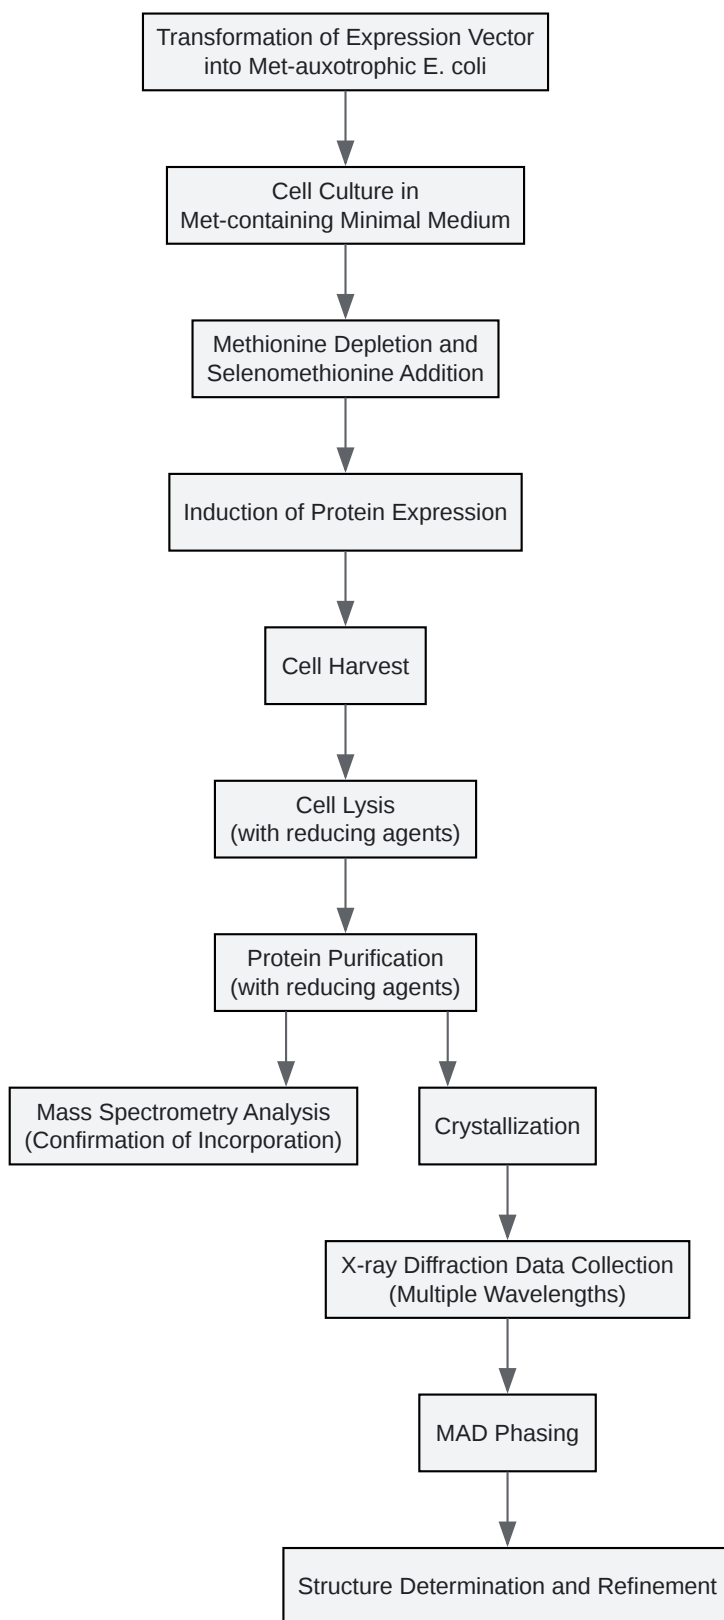 Transformation of Expression Vector
into Met-auxotrophic E. coli
Cell Culture in
Met-containing Minimal Medium
Methionine Depletion and
Selenomethionine Addition
Induction of Protein Expression
Cell Harvest
Cell Lysis
(with reducing agents)
Protein Purification
(with reducing agents)
Mass Spectrometry Analysis
(Confirmation of Incorporation)
Crystallization
X-ray Diffraction Data Collection
(Multiple Wavelengths)
MAD Phasing
Structure Determination and Refinement